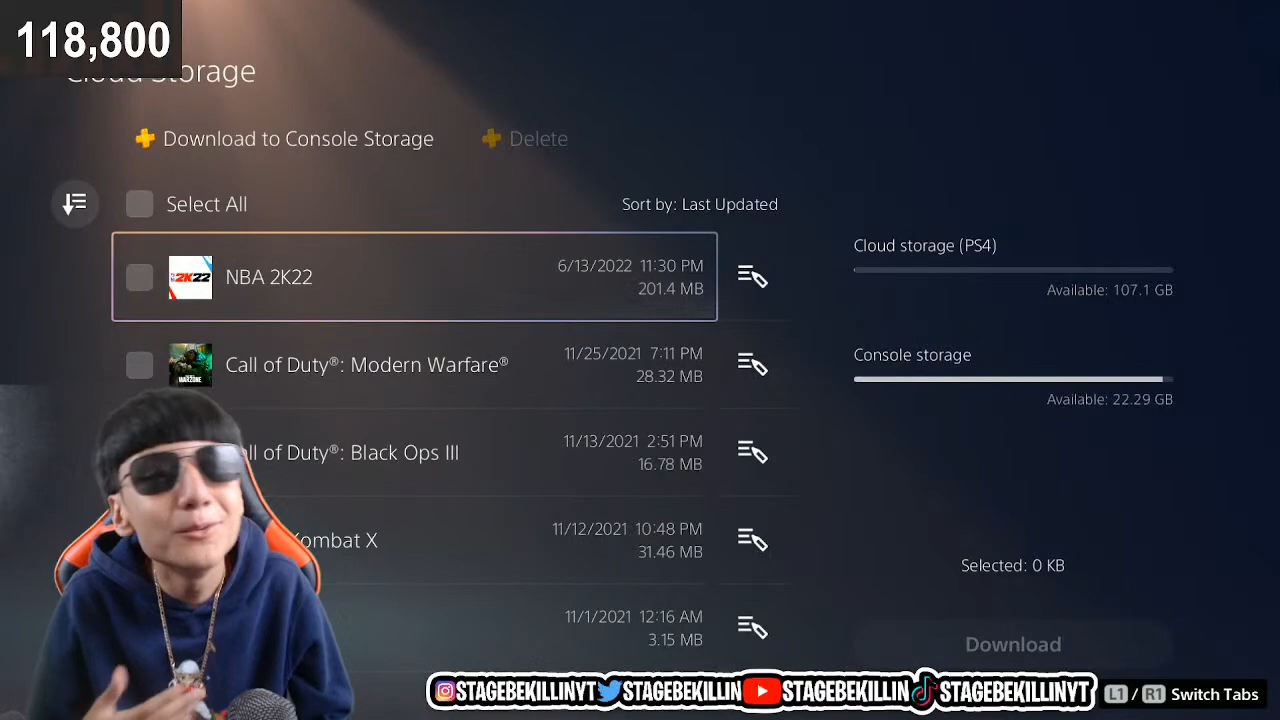 118,800
Cloud Storage
Download to Console Storage
Delete
Select All
Sort by: Last Updated
2K22
NBA 2K22
6/13/2022 11:30 PM
201.4 MB
WARZONE
Call of Duty®: Modern Warfare®
11/25/2021 7:11 PM
28.32 MB
all of Duty®: Black Ops III
11/13/2021 2:51 PM
16.78 MB
Kombat X
11/12/2021 10:48 PM
31.46 MB
11/1/2021 12:16 AM
3.15 MB
Cloud storage (PS4)
Available: 107.1 GB
Console storage
Available: 22.29 GB
Selected: 0 KB
Download
STAGEBEKILLINYT STAGEBEKILLIN STAGEBEKILLIN STAGEBEKILLINYT
L1 / R1 Switch Tabs